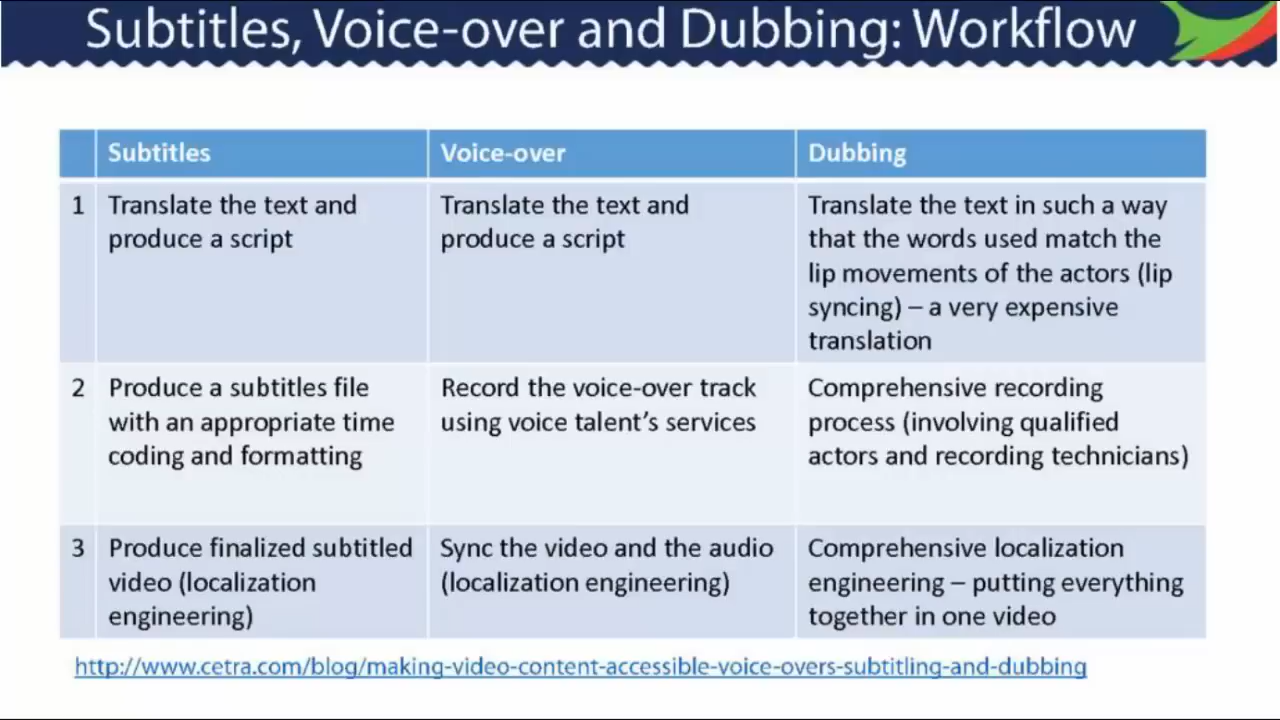 Subtitles, Voice-over and Dubbing: Workflow
Subtitles
Voice-over
Dubbing
1
Translate the text and
produce a script
Translate the text and
produce a script
Translate the text in such a way
that the words used match the
lip movements of the actors (lip
syncing) – a very expensive
translation
2
Produce a subtitles file
with an appropriate time
coding and formatting
Record the voice-over track
using voice talent's services
Comprehensive recording
process (involving qualified
actors and recording technicians)
3
Produce finalized subtitled
video (localization
engineering)
Sync the video and the audio
(localization engineering)
Comprehensive localization
engineering – putting everything
together in one video
http://www.cetra.com/blog/making-video-content-accessible-voice-overs-subtitling-and-dubbing